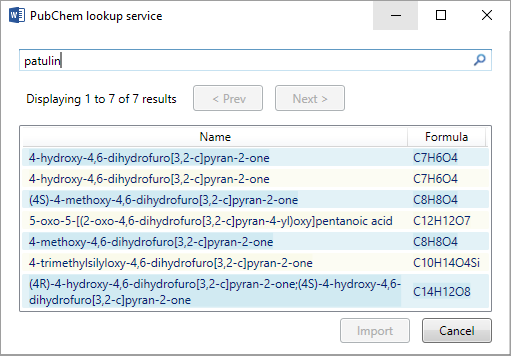 PubChem lookup service
patulin
Displaying 1 to 7 of 7 results
< Prev
Next >
Name Formula
4-hydroxy-4,6-dihydrofuro[3,2-c]pyran-2-one C7H6O4
4-hydroxy-4,6-dihydrofuro[3,2-c]pyran-2-one C7H6O4
(4S)-4-methoxy-4,6-dihydrofuro[3,2-c]pyran-2-one C8H8O4
5-oxo-5-[(2-oxo-4,6-dihydrofuro[3,2-c]pyran-4-yl)oxy]pentanoic acid C12H12O7
4-methoxy-4,6-dihydrofuro[3,2-c]pyran-2-one C8H8O4
4-trimethylsilyloxy-4,6-dihydrofuro[3,2-c]pyran-2-one C10H14O4Si
(4R)-4-hydroxy-4,6-dihydrofuro[3,2-c]pyran-2-one;(4S)-4-hydroxy-4,6-
dihydrofuro[3,2-c]pyran-2-one C14H12O8
Import
Cancel